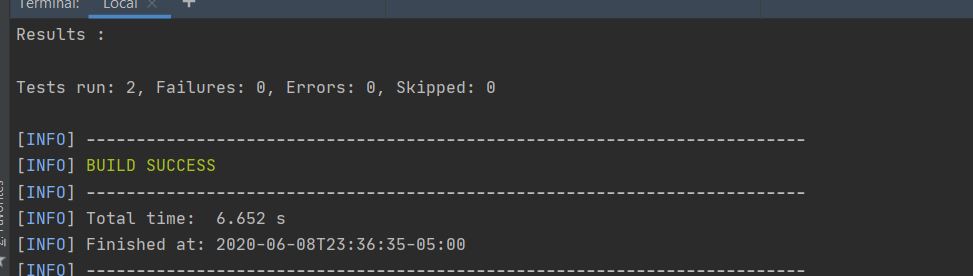 Terminal: Local × +
Results :
Tests run: 2, Failures: 0, Errors: 0, Skipped: 0
[INFO] ------------------------------------------------------------------------
[INFO] BUILD SUCCESS
[INFO] ------------------------------------------------------------------------
[INFO] Total time:  6.652 s
[INFO] Finished at: 2020-06-08T23:36:35-05:00
[INFO] ------------------------------------------------------------------------
2: Favorites